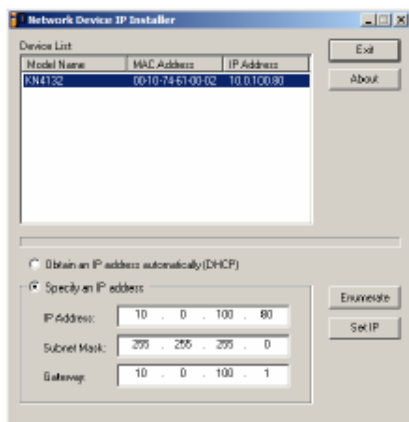 Network Device IP Installer
Device List
Exit
Model Name MAC Address IP Address
KN4132 00-10-74-61-00-02 10.0.100.80
About
Obtain an IP address automatically (DHCP)
Specify an IP address
Enumerate
IP Address: 10 . 0 . 100 . 80
Set IP
Subnet Mask: 255 . 255 . 255 . 0
Gateway: 10 . 0 . 100 . 1